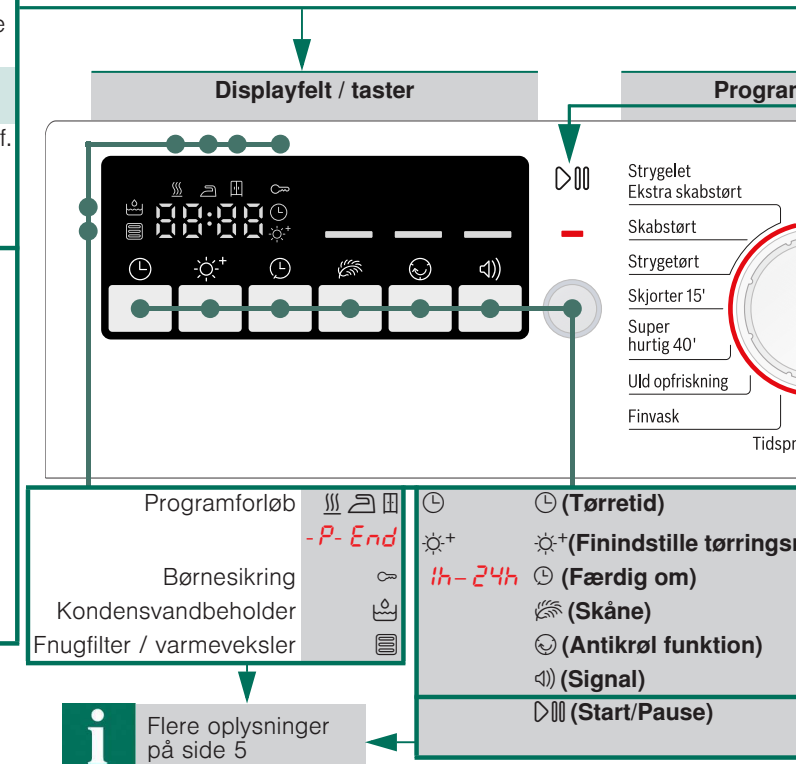 e
f.
Displayfelt / taster
Program
88:88
Strygelet
Ekstra skabstørt
Skabstørt
Strygetørt
Skjorter 15'
Super
hurtig 40'
Uld opfriskning
Finvask
Tidspr
Programforløb
-P- End
Børnesikring
Kondensvandbeholder
Fnugfilter / varmeveksler
1h–24h
(Tørretid)
+(Finindstille tørringsr
(Færdig om)
(Skåne)
(Antikrøl funktion)
(Signal)
(Start/Pause)
i
Flere oplysninger
på side 5